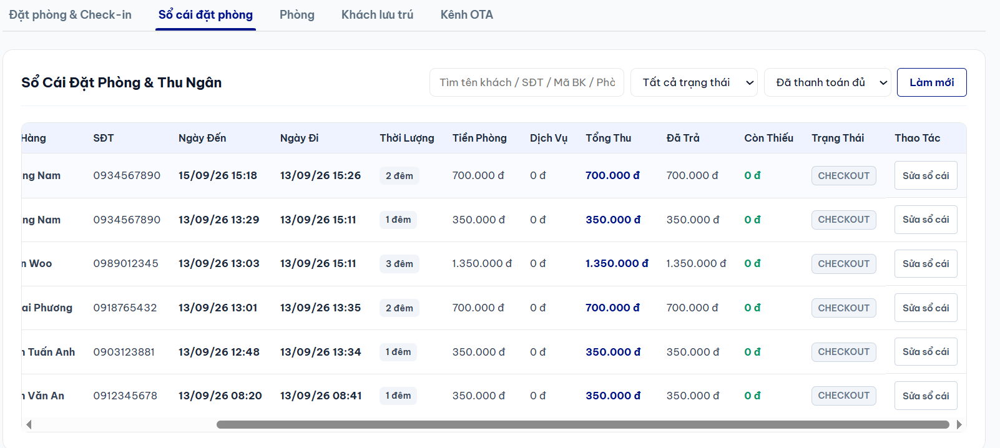 Đặt phòng & Check-in Sổ cái đặt phòng Phòng Khách lưu trú Kênh OTA
Sổ Cái Đặt Phòng & Thu Ngân Tìm tên khách / SĐT / Mã BK / Phò Tất cả trạng thái Đã thanh toán đủ Làm mới
Hàng SĐT Ngày Đến Ngày Đi Thời Lượng Tiền Phòng Dịch Vụ Tổng Thu Đã Trả Còn Thiếu Trạng Thái Thao Tác
ng Nam 0934567890 15/09/26 15:18 13/09/26 15:26 2 đêm 700.000 đ 0 đ 700.000 đ 700.000 đ 0 đ CHECKOUT Sửa sổ cái
ng Nam 0934567890 13/09/26 13:29 13/09/26 15:11 1 đêm 350.000 đ 0 đ 350.000 đ 350.000 đ 0 đ CHECKOUT Sửa sổ cái
n Woo 0989012345 13/09/26 13:03 13/09/26 15:11 3 đêm 1.350.000 đ 0 đ 1.350.000 đ 1.350.000 đ 0 đ CHECKOUT Sửa sổ cái
ai Phương 0918765432 13/09/26 13:01 13/09/26 13:35 2 đêm 700.000 đ 0 đ 700.000 đ 700.000 đ 0 đ CHECKOUT Sửa sổ cái
n Tuấn Anh 0903123881 13/09/26 12:48 13/09/26 13:34 1 đêm 350.000 đ 0 đ 350.000 đ 350.000 đ 0 đ CHECKOUT Sửa sổ cái
n Văn An 0912345678 13/09/26 08:20 13/09/26 08:41 1 đêm 350.000 đ 0 đ 350.000 đ 350.000 đ 0 đ CHECKOUT Sửa sổ cái